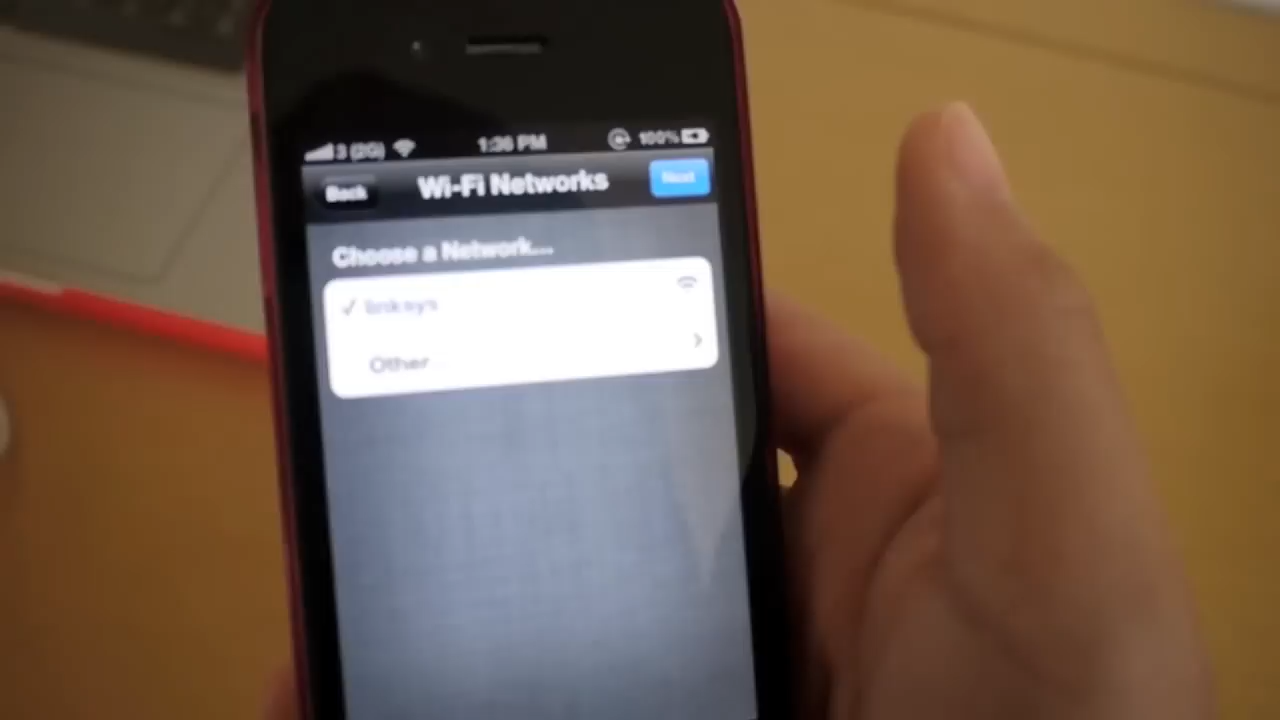 3 (2G) 1:36 PM 100%
Back Wi-Fi Networks Next
Choose a Network...
✓ linksys
Other